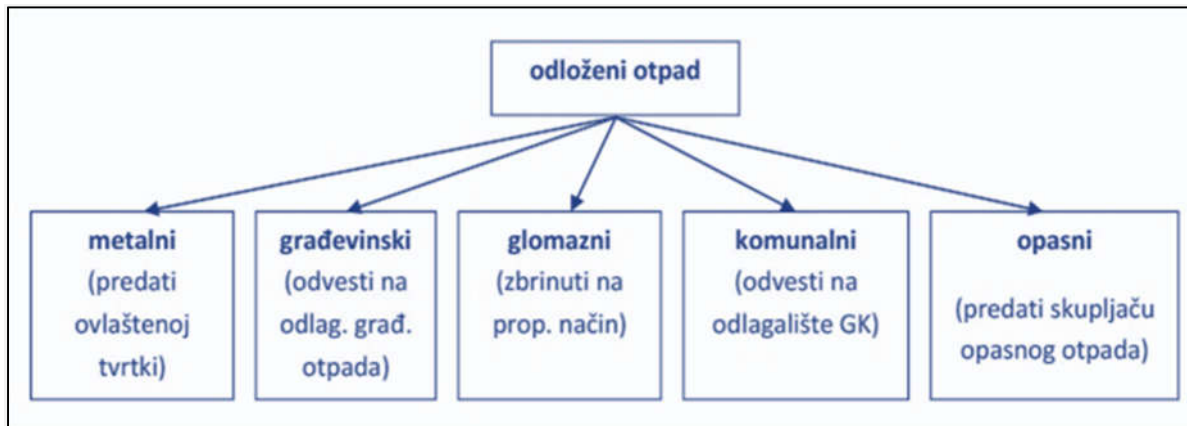 odloženi otpad
metalni
(predati
ovlaštenoj
tvrtki)
građevinski
(odvesti na
odlag. građ.
otpada)
glomazni
(zbrinuti na
prop. način)
komunalni
(odvesti na
odlagalište GK)
opasni
(predati skupljaču
opasnog otpada)